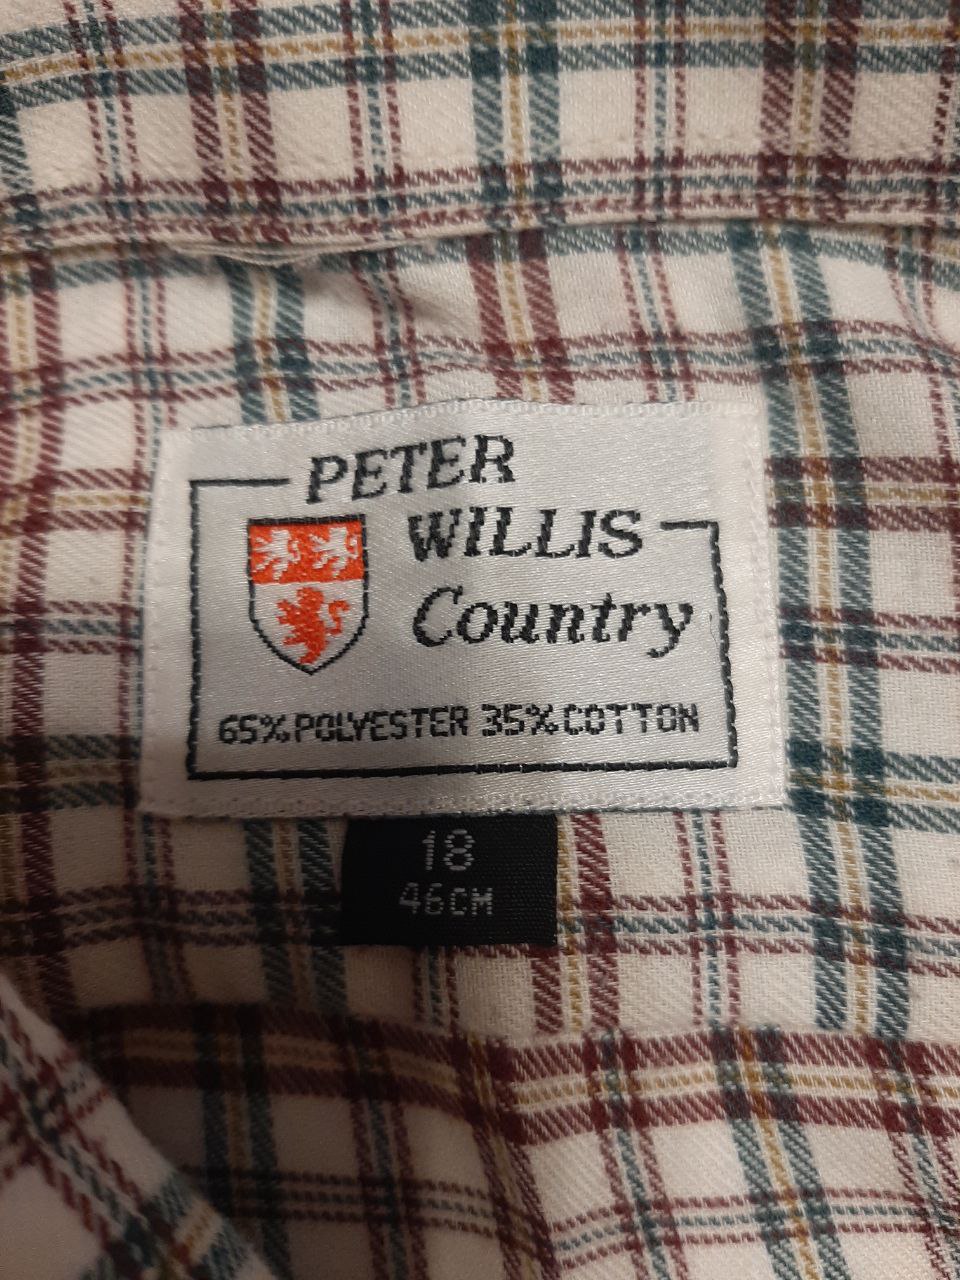 PETER
WILLIS
Country
65% POLYESTER 35% COTTON
18
46CM